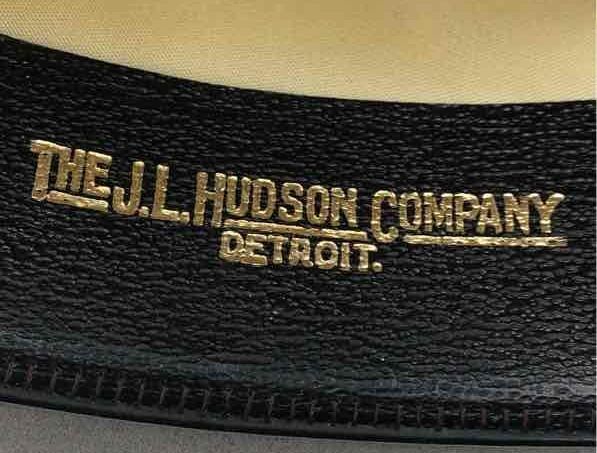 THE J.L. HUDSON COMPANY
DETROIT.